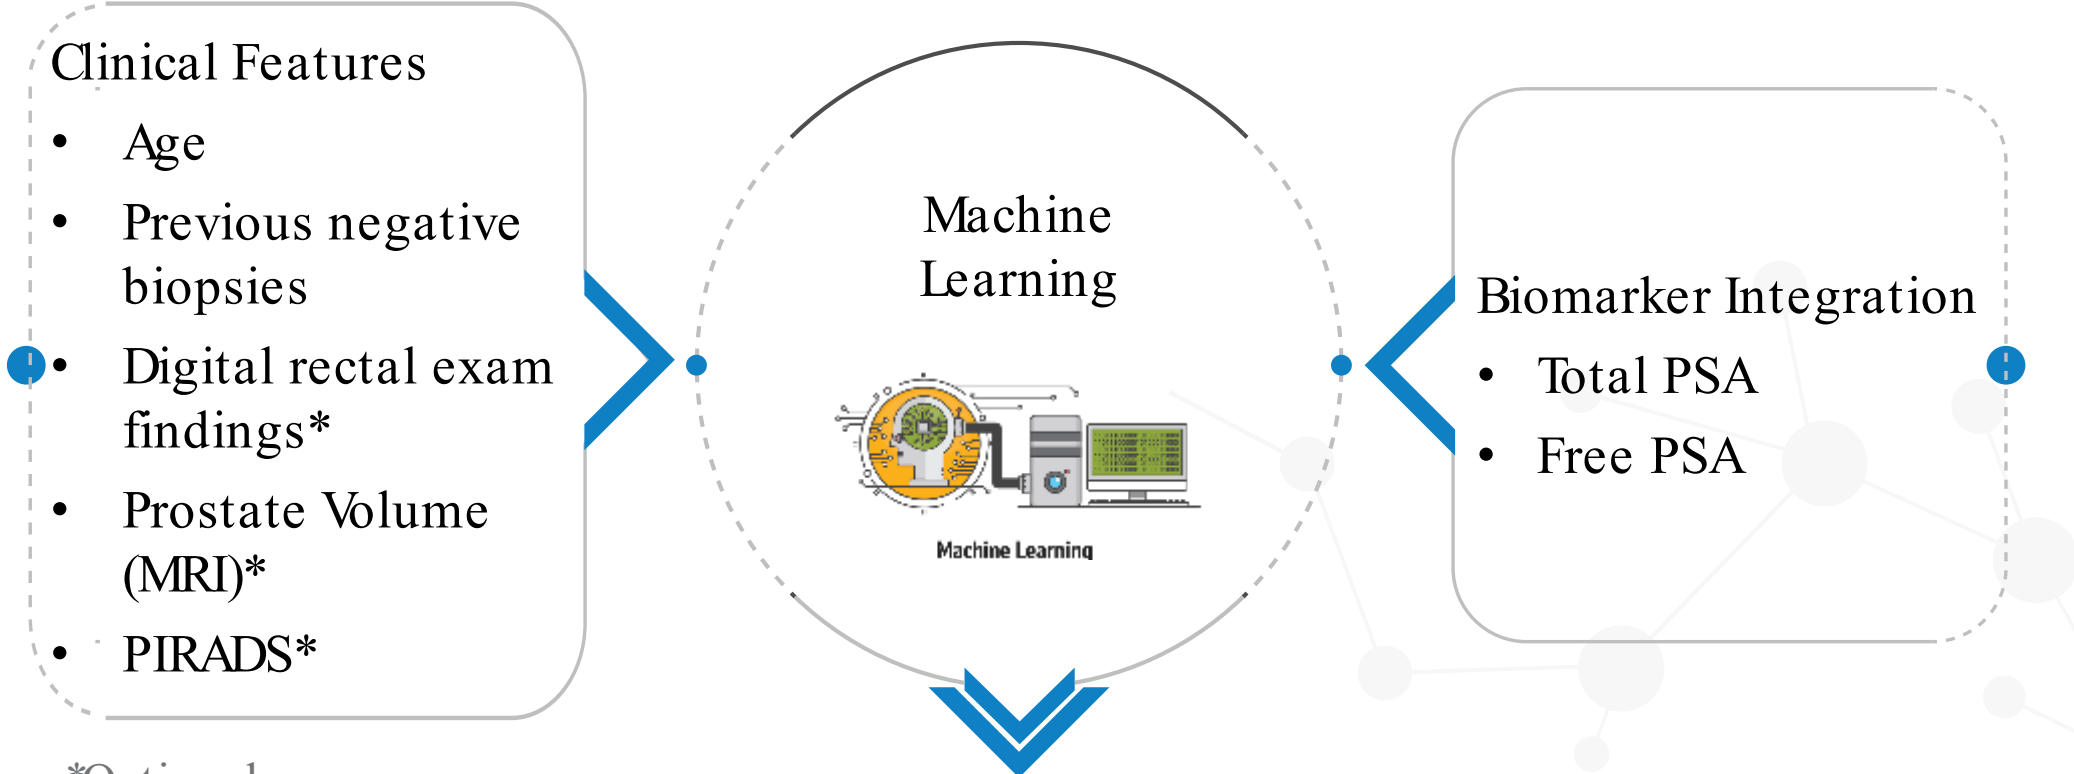 Clinical Features
• Age
• Previous negative
biopsies
• Digital rectal exam
findings*
• Prostate Volume
(MRI)*
• PIRADS*
*Optional
Machine
Learning
Machine Learning
Biomarker Integration
• Total PSA
• Free PSA